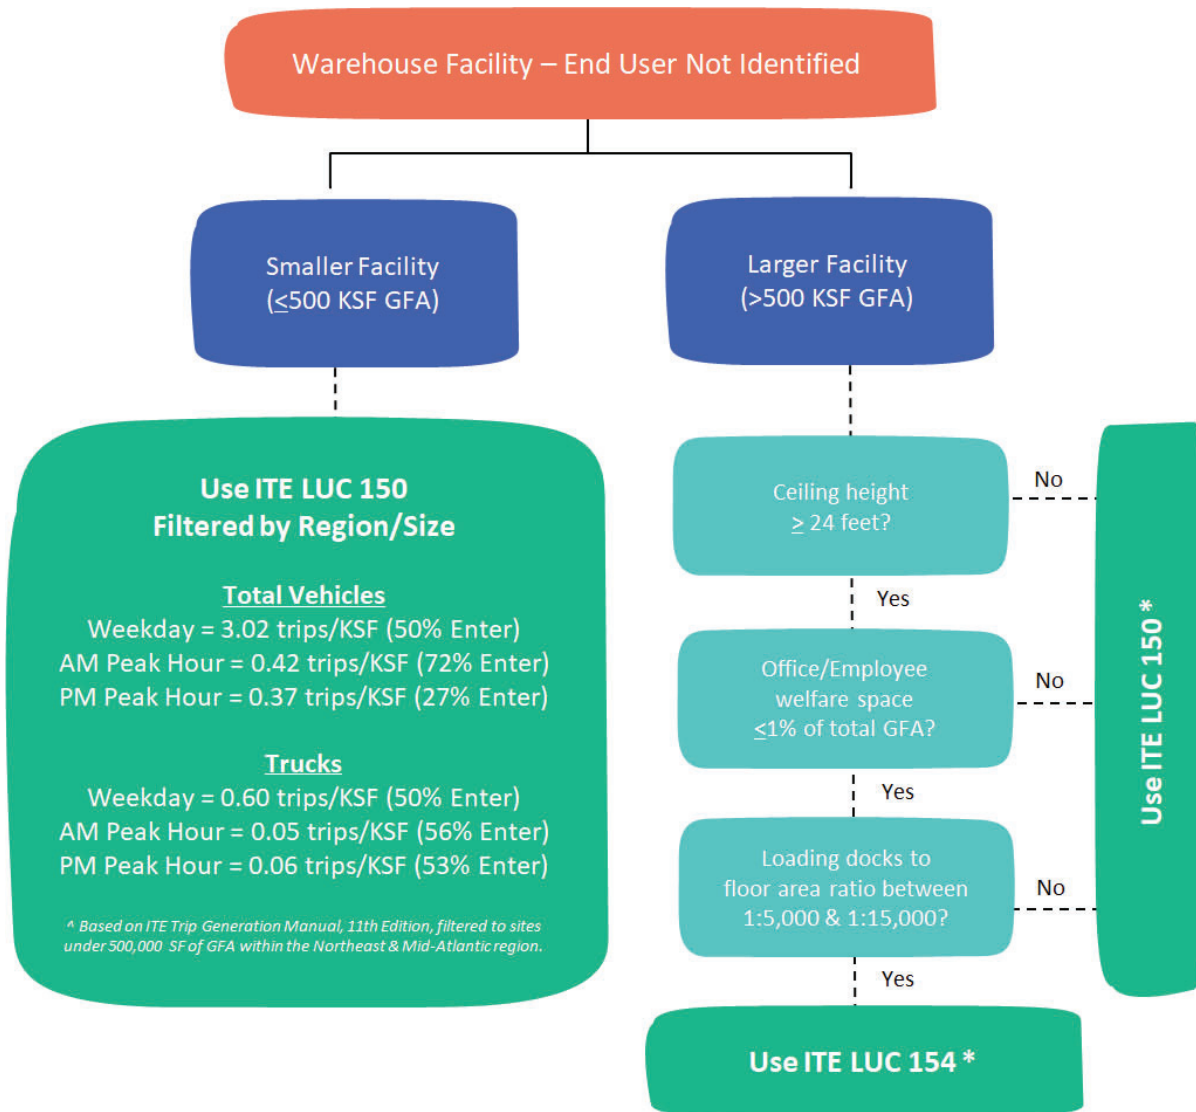 Warehouse Facility – End User Not Identified
Smaller Facility
(≤500 KSF GFA)
Larger Facility
(>500 KSF GFA)
Use ITE LUC 150
Filtered by Region/Size
Total Vehicles
Weekday = 3.02 trips/KSF (50% Enter)
AM Peak Hour = 0.42 trips/KSF (72% Enter)
PM Peak Hour = 0.37 trips/KSF (27% Enter)
Trucks
Weekday = 0.60 trips/KSF (50% Enter)
AM Peak Hour = 0.05 trips/KSF (56% Enter)
PM Peak Hour = 0.06 trips/KSF (53% Enter)
^ Based on ITE Trip Generation Manual, 11th Edition, filtered to sites
under 500,000 SF of GFA within the Northeast & Mid-Atlantic region.
Ceiling height
≥ 24 feet?
No
Yes
Office/Employee
welfare space
≤1% of total GFA?
No
Yes
Loading docks to
floor area ratio between
1:5,000 & 1:15,000?
No
Yes
Use ITE LUC 150 *
Use ITE LUC 154 *